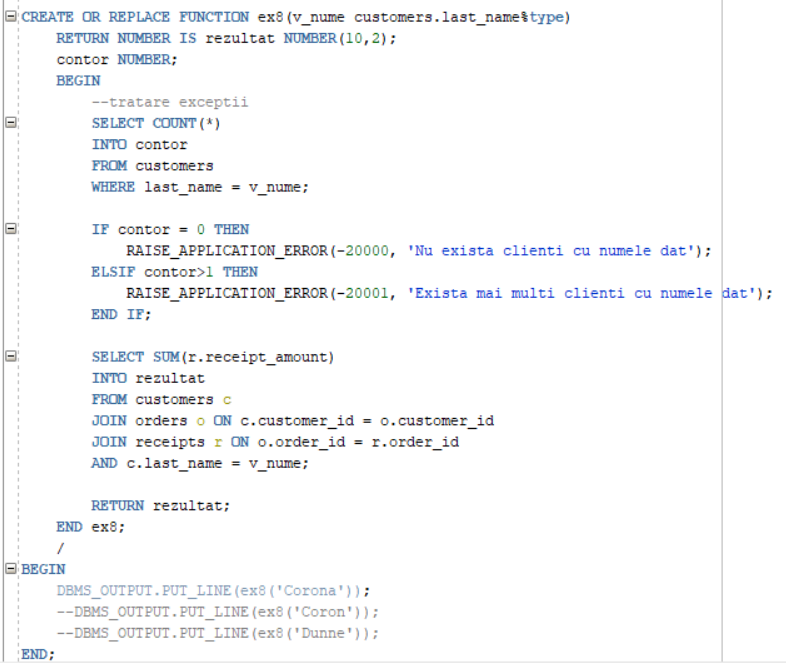 CREATE OR REPLACE FUNCTION ex8(v_nume customers.last_name%type)
RETURN NUMBER IS rezultat NUMBER(10,2);
contor NUMBER;
BEGIN
--tratare exceptii
SELECT COUNT(*)
INTO contor
FROM customers
WHERE last_name = v_nume;
IF contor = 0 THEN
RAISE_APPLICATION_ERROR(-20000, 'Nu exista clienti cu numele dat');
ELSIF contor>1 THEN
RAISE_APPLICATION_ERROR(-20001, 'Exista mai multi clienti cu numele dat');
END IF;
SELECT SUM(r.receipt_amount)
INTO rezultat
FROM customers c
JOIN orders o ON c.customer_id = o.customer_id
JOIN receipts r ON o.order_id = r.order_id
AND c.last_name = v_nume;
RETURN rezultat;
END ex8;
/
BEGIN
DBMS_OUTPUT.PUT_LINE(ex8('Corona'));
--DBMS_OUTPUT.PUT_LINE(ex8('Coron'));
--DBMS_OUTPUT.PUT_LINE(ex8('Dunne'));
END;